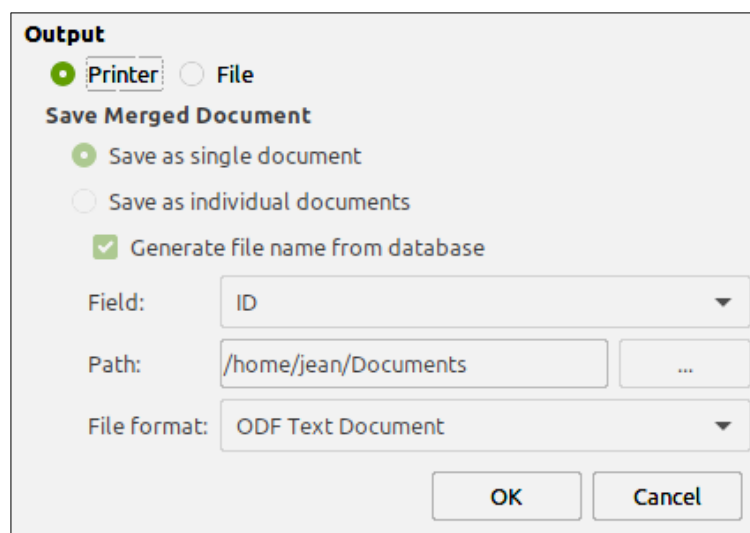 Output
Printer File
Save Merged Document
Save as single document
Save as individual documents
Generate file name from database
Field: ID
Path: /home/jean/Documents ...
File format: ODF Text Document
OK Cancel